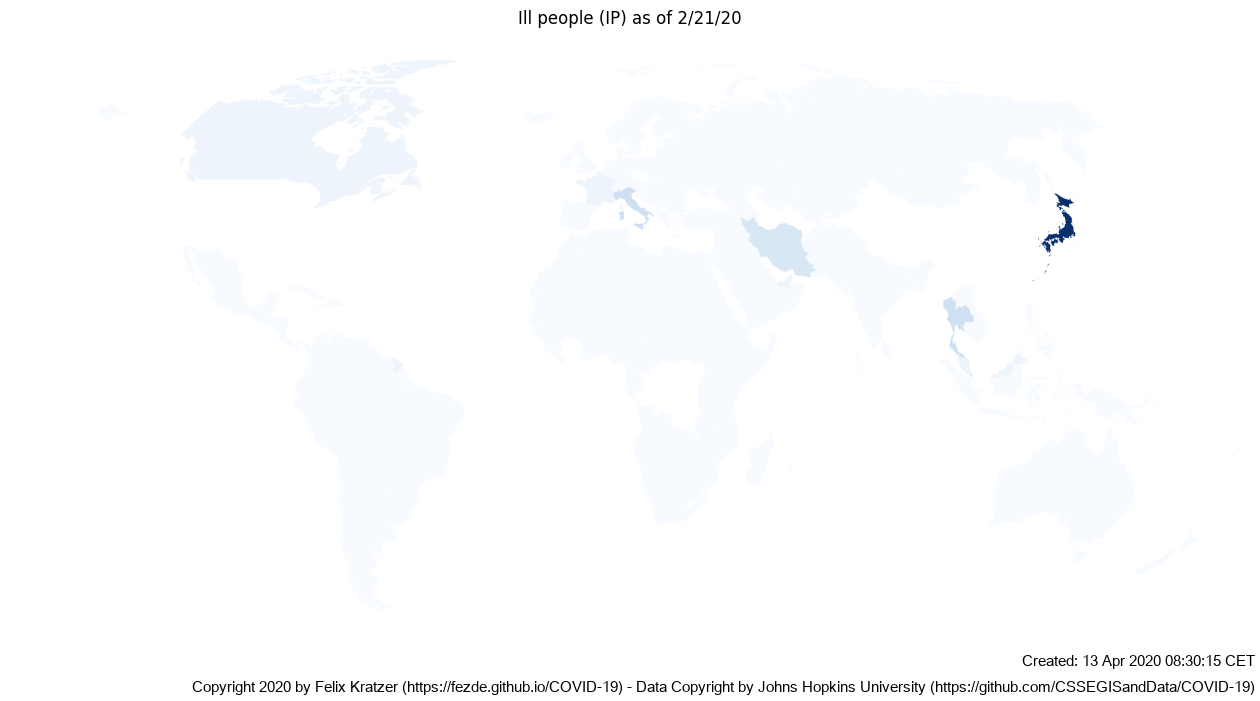 Ill people (IP) as of 2/21/20
Created: 13 Apr 2020 08:30:15 CET
Copyright 2020 by Felix Kratzer (https://fezde.github.io/COVID-19) - Data Copyright by Johns Hopkins University (https://github.com/CSSEGISandData/COVID-19)